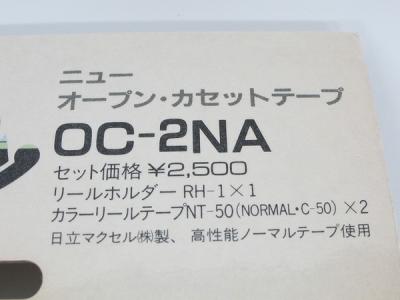 ニュー
オープン・カセットテープ
OC-2NA
セット価格 ¥2,500
リールホルダー RH-1×1
カラーリールテープNT-50(NORMAL・C-50) ×2
日立マクセル㈱製、高性能ノーマルテープ使用